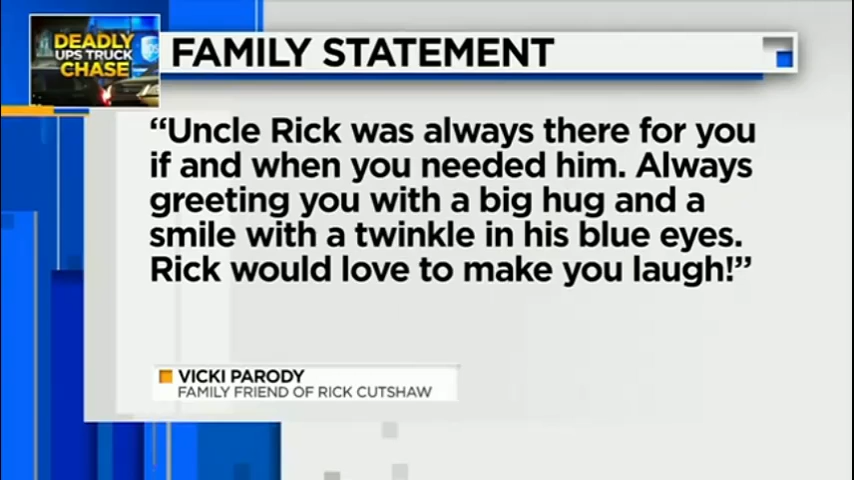 DEADLY
UPS TRUCK
CHASE
FAMILY STATEMENT
“Uncle Rick was always there for you
if and when you needed him. Always
greeting you with a big hug and a
smile with a twinkle in his blue eyes.
Rick would love to make you laugh!”
VICKI PARODY
FAMILY FRIEND OF RICK CUTSHAW